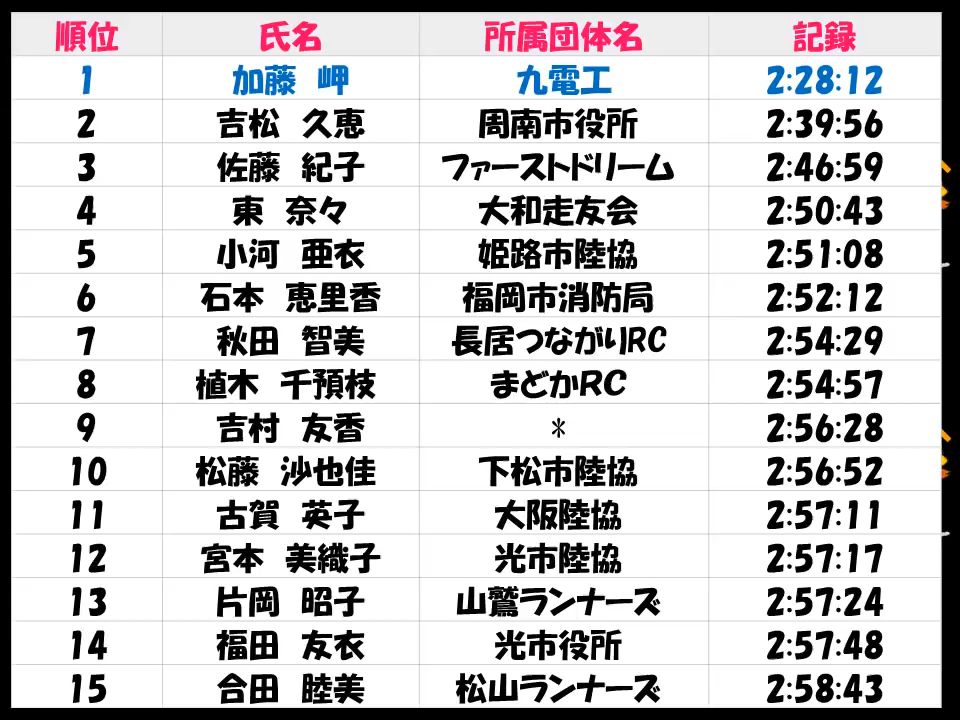 順位 氏名 所属団体名 記録
1 加藤 岬 九電工 2:28:12
2 吉松 久恵 周南市役所 2:39:56
3 佐藤 紀子 ファーストドリーム 2:46:59
4 東 奈々 大和走友会 2:50:43
5 小河 亜衣 姫路市陸協 2:51:08
6 石本 恵里香 福岡市消防局 2:52:12
7 秋田 智美 長居つながりRC 2:54:29
8 植木 千預枝 まどかRC 2:54:57
9 吉村 友香 * 2:56:28
10 松藤 沙也佳 下松市陸協 2:56:52
11 古賀 英子 大阪陸協 2:57:11
12 宮本 美織子 光市陸協 2:57:17
13 片岡 昭子 山鷲ランナーズ 2:57:24
14 福田 友衣 光市役所 2:57:48
15 合田 睦美 松山ランナーズ 2:58:43